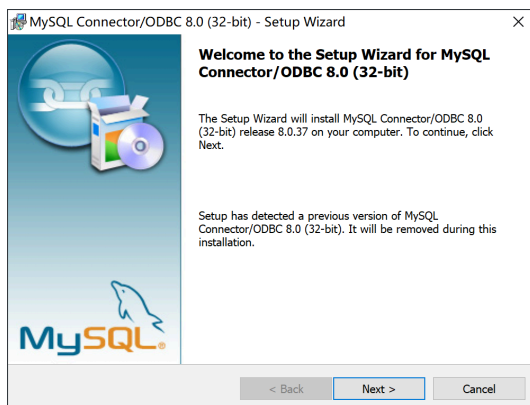 MySQL Connector/ODBC 8.0 (32-bit) - Setup Wizard
Welcome to the Setup Wizard for MySQL
Connector/ODBC 8.0 (32-bit)
The Setup Wizard will install MySQL Connector/ODBC 8.0
(32-bit) release 8.0.37 on your computer. To continue, click
Next.
Setup has detected a previous version of MySQL
Connector/ODBC 8.0 (32-bit). It will be removed during this
installation.
MySQL®
< Back
Next >
Cancel